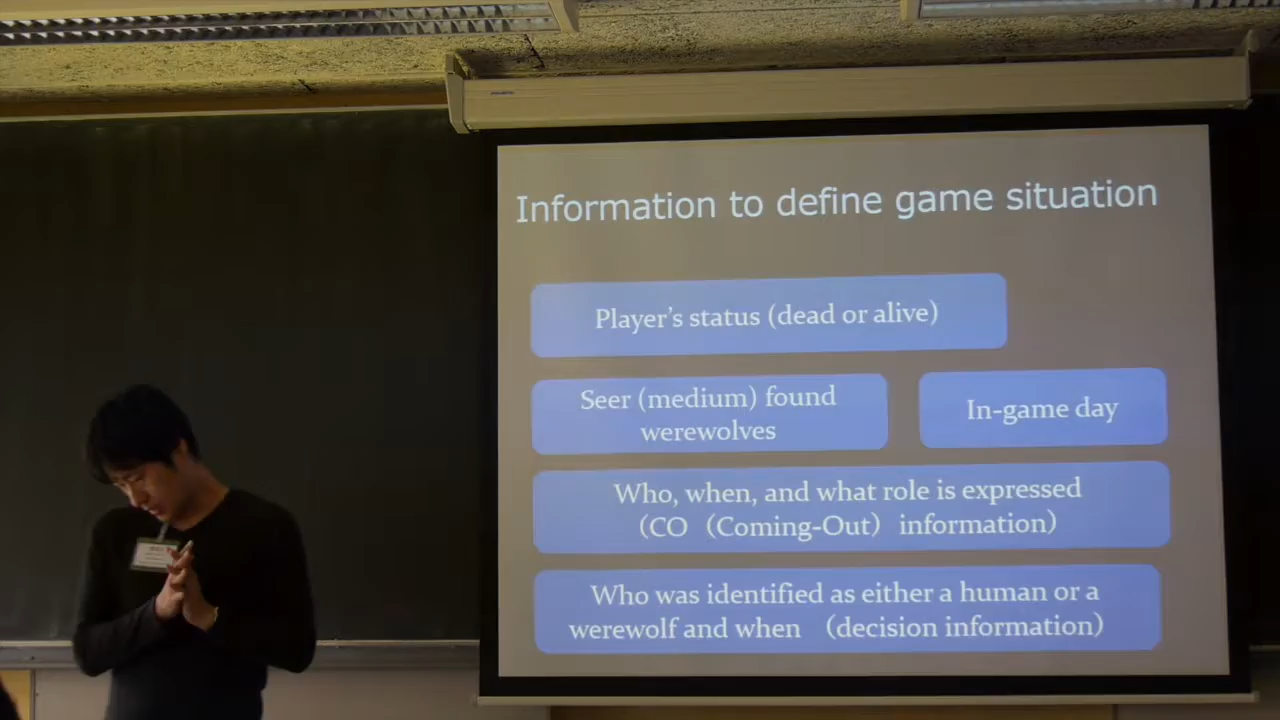 Information to define game situation
Player's status (dead or alive)
Seer (medium) found
werewolves
In-game day
Who, when, and what role is expressed
(CO (Coming-Out) information)
Who was identified as either a human or a
werewolf and when (decision information)